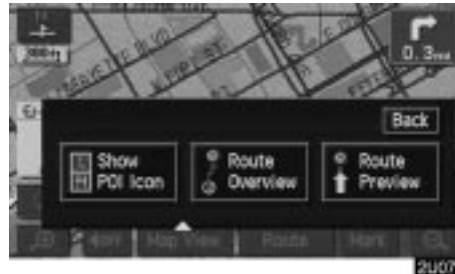 0.3mi
Back
Show
POI Icon
Route
Overview
Route
Preview
Map View
Route
Mark
2U07